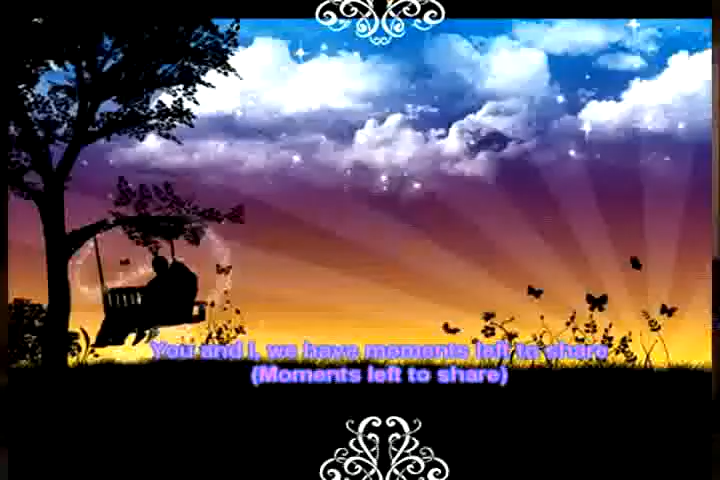 You and I, we have moments left to share
(Moments left to share)